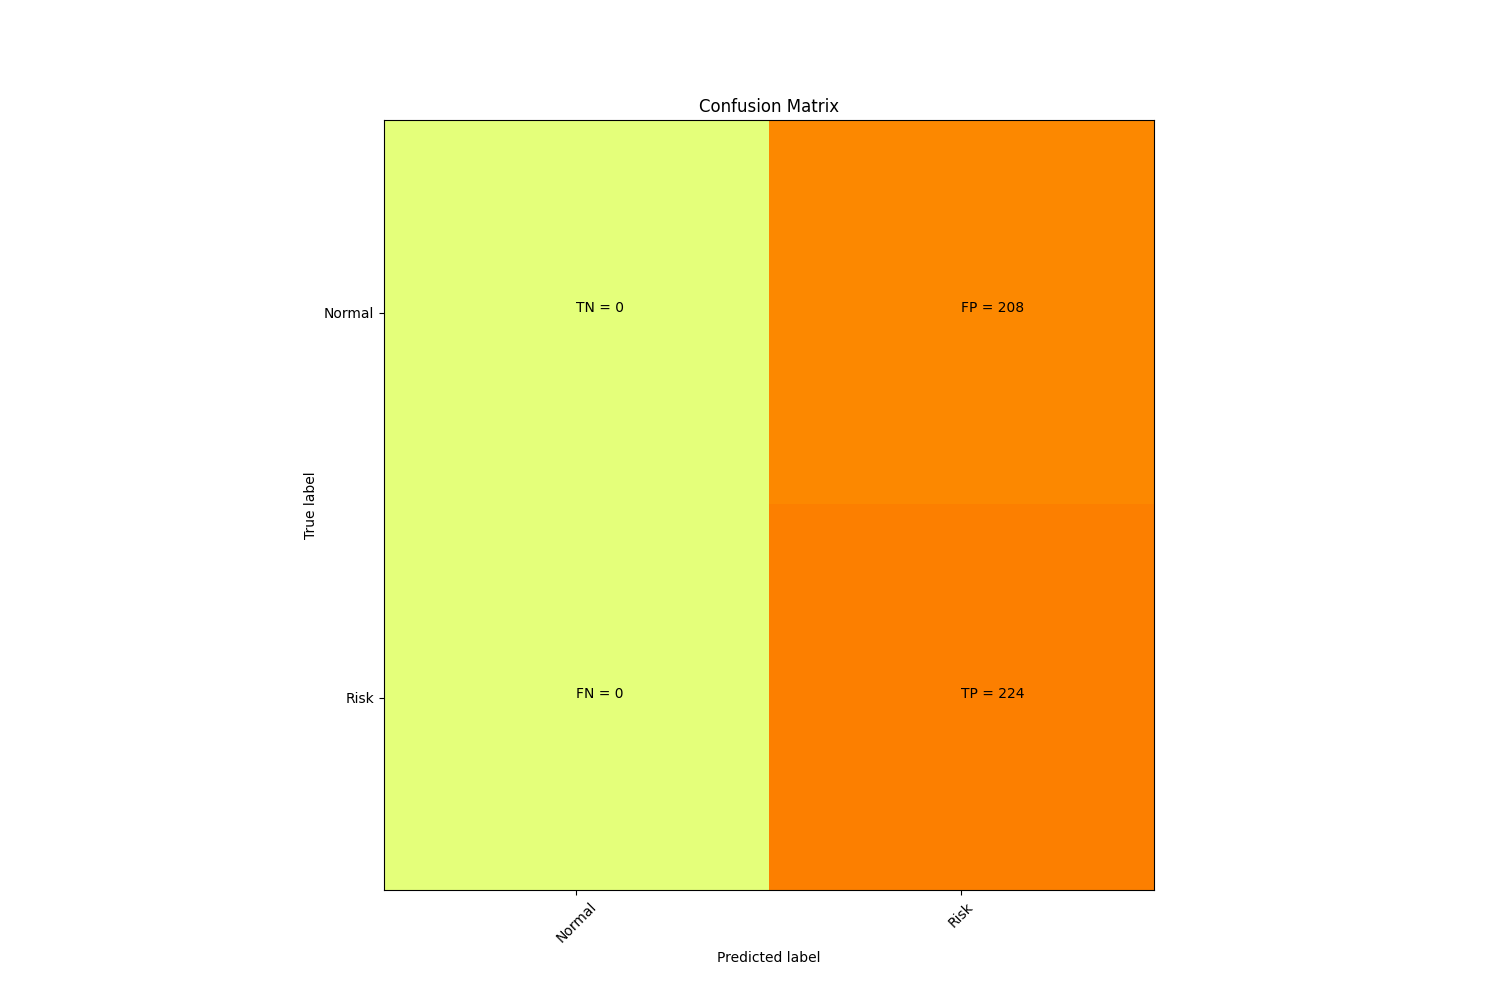 Confusion Matrix
Normal
TN = 0
FP = 208
True label
Risk
FN = 0
TP = 224
Normal
Risk
Predicted label